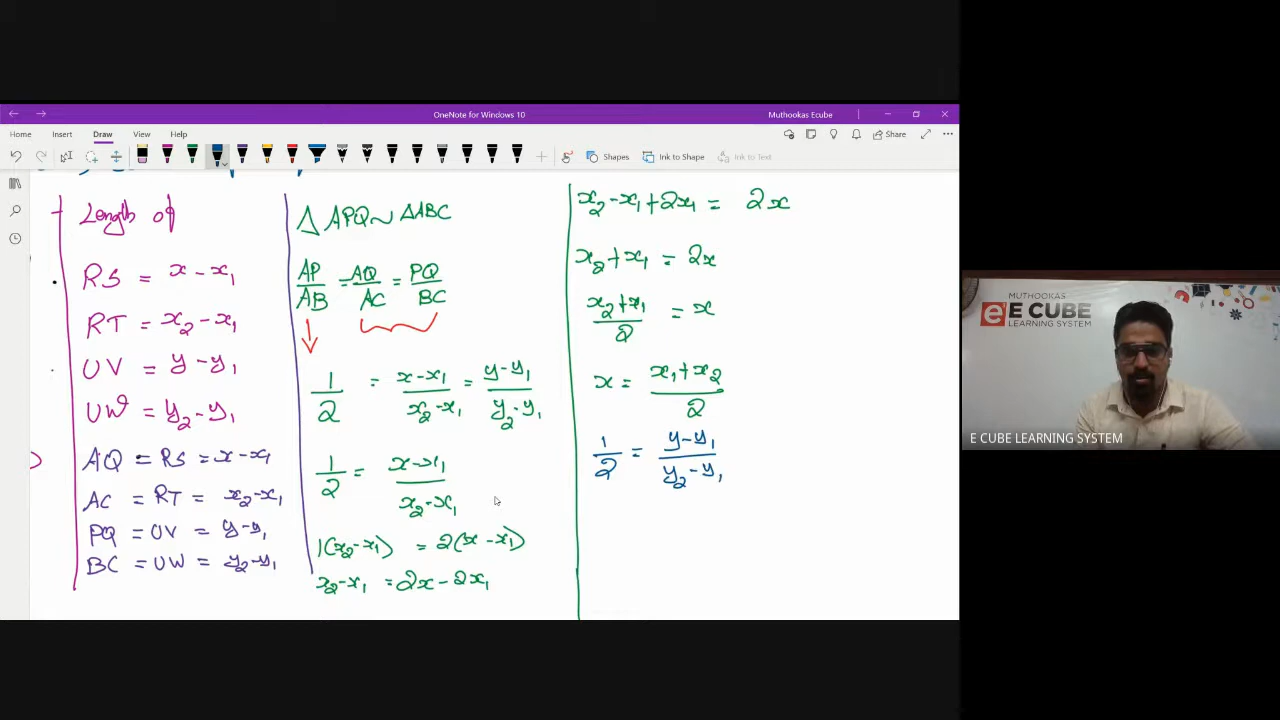 OneNote for Windows 10
Muthookas Ecube
Home Insert Draw View Help
Share
Shapes Ink to Shape Ink to Text
Length of
RS = x - x₁
RT = x₂ - x₁
UV = y - y₁
UW = y₂ - y₁
AQ = RS = x - x₁
AC = RT = x₂ - x₁
PQ = UV = y - y₁
BC = UW = y₂ - y₁
Δ APQ ~ ΔABC
AP/AB = AQ/AC = PQ/BC
1/2 = (x - x₁)/(x₂ - x₁) = (y - y₁)/(y₂ - y₁)
1/2 = (x - x₁)/(x₂ - x₁)
1(x₂ - x₁) = 2(x - x₁)
x₂ - x₁ = 2x - 2x₁
x₂ - x₁ + 2x₁ = 2x
x₂ + x₁ = 2x
(x₂ + x₁)/2 = x
x = (x₁ + x₂)/2
1/2 = (y - y₁)/(y₂ - y₁)
MUTHOOKAS
e E CUBE
LEARNING SYSTEM
E CUBE LEARNING SYSTEM